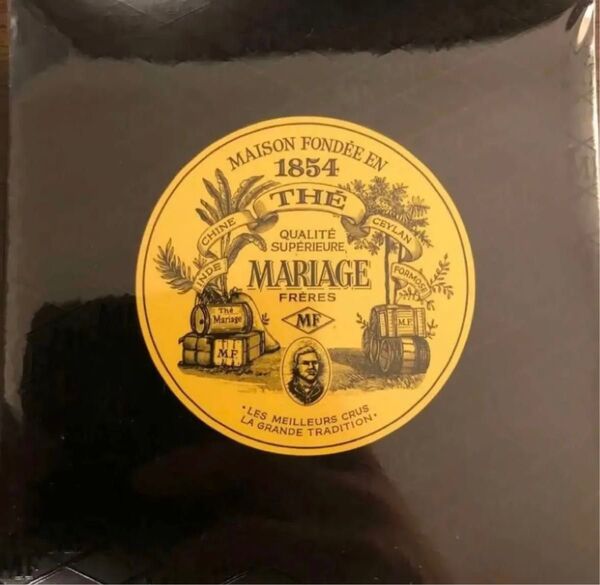 MAISON FONDÉE EN
1854
THÉ
CHINE
CEYLAN
INDE
FORMOSE
QUALITÉ
SUPÉRIEURE
MARIAGE
FRÈRES
MF
Thé
Mariage
M.F
M.F
• LES MEILLEURS CRUS
LA GRANDE TRADITION •
MF